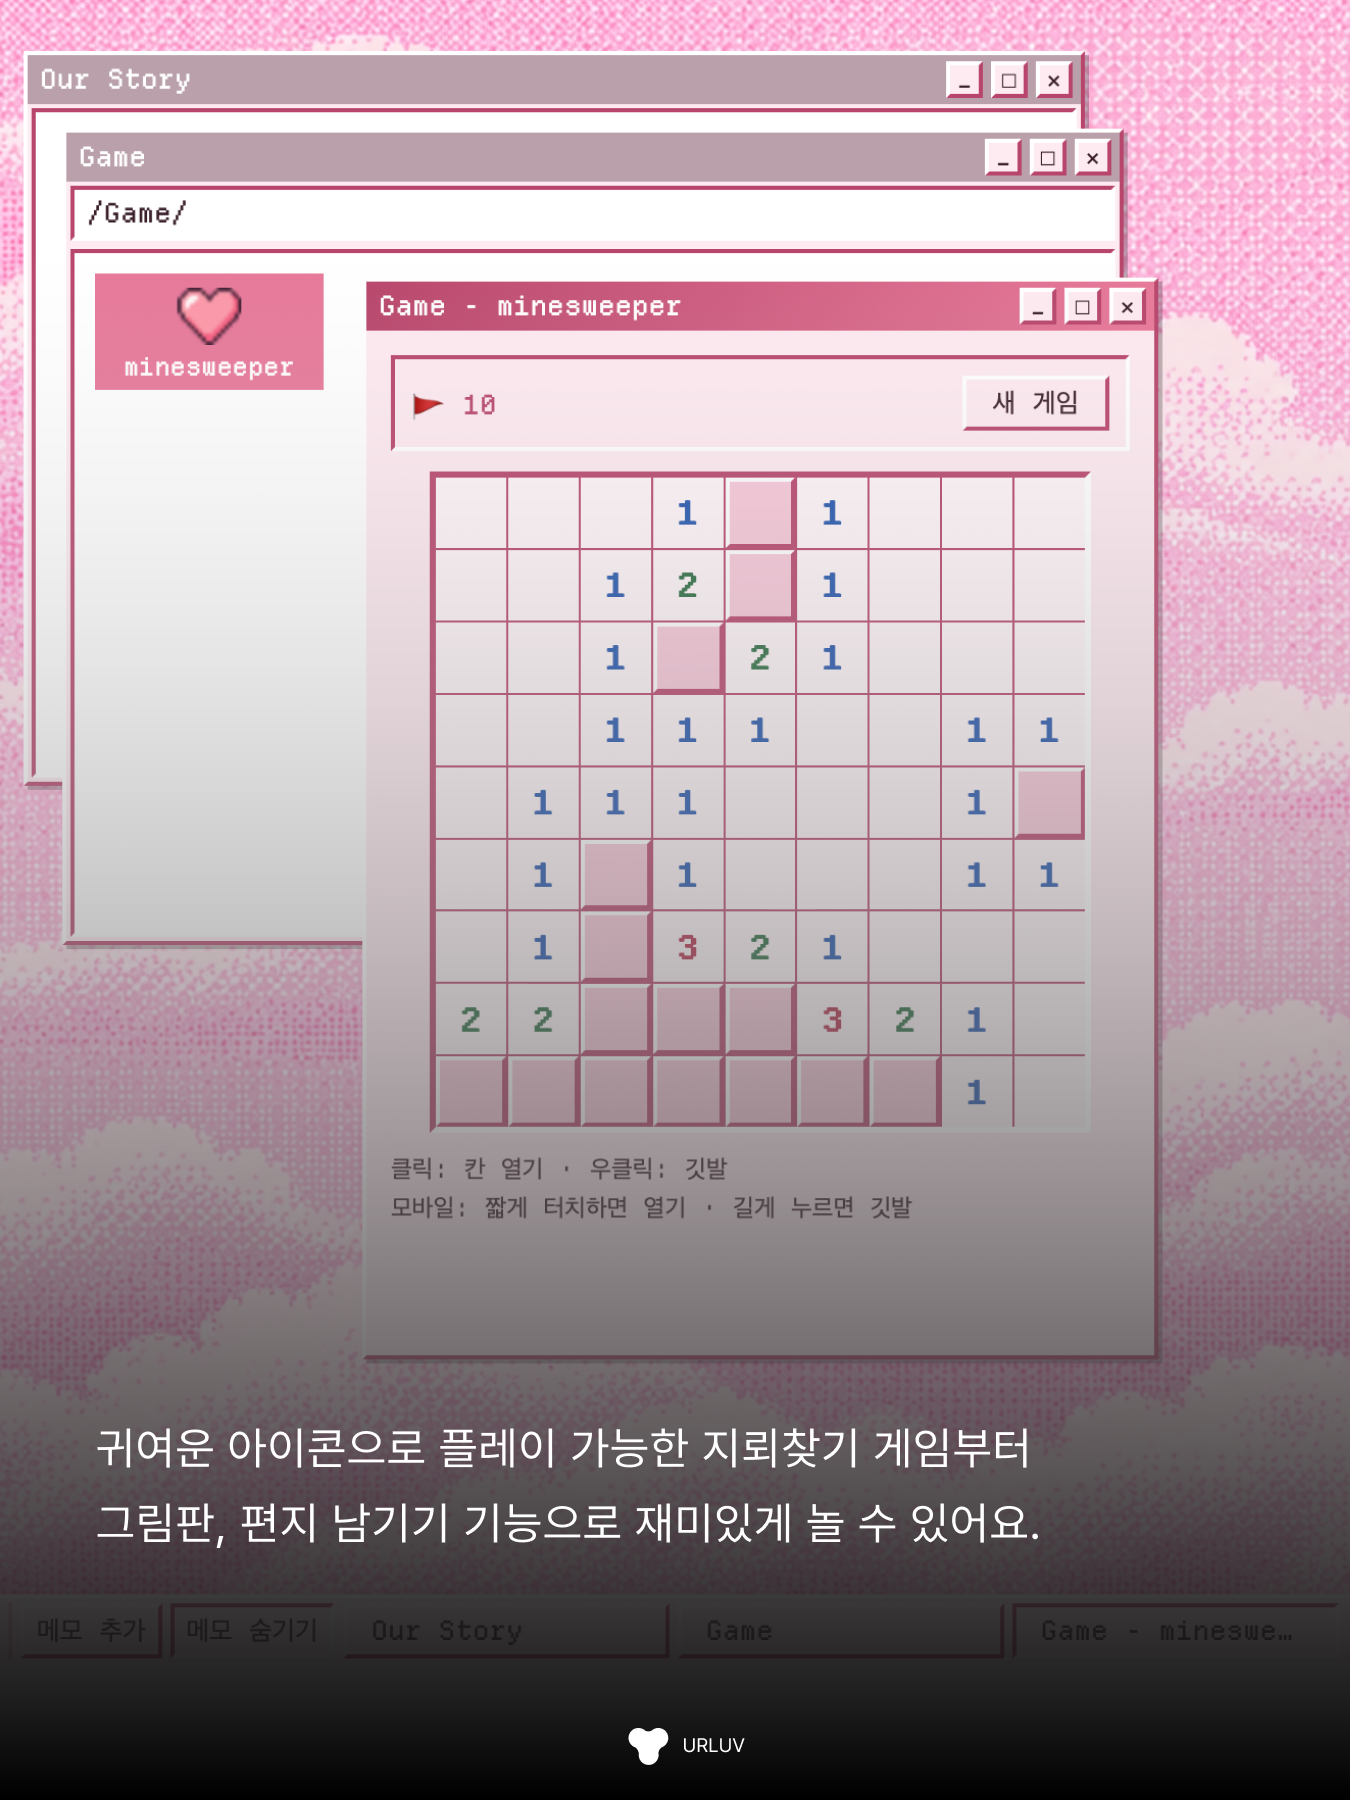 Our Story
Game
/Game/
minesweeper
Game - minesweeper
10
새 게임
1 1
1 2 1
1 2 1
1 1 1 1 1
1 1 1 1
1 1 1 1
1 3 2 1
2 2 3 2 1
1
클릭: 칸 열기 · 우클릭: 깃발
모바일: 짧게 터치하면 열기 · 길게 누르면 깃발
귀여운 아이콘으로 플레이 가능한 지뢰찾기 게임부터
그림판, 편지 남기기 기능으로 재미있게 놀 수 있어요.
메모 추가 메모 숨기기 Our Story Game Game - mineswe…
URLUV